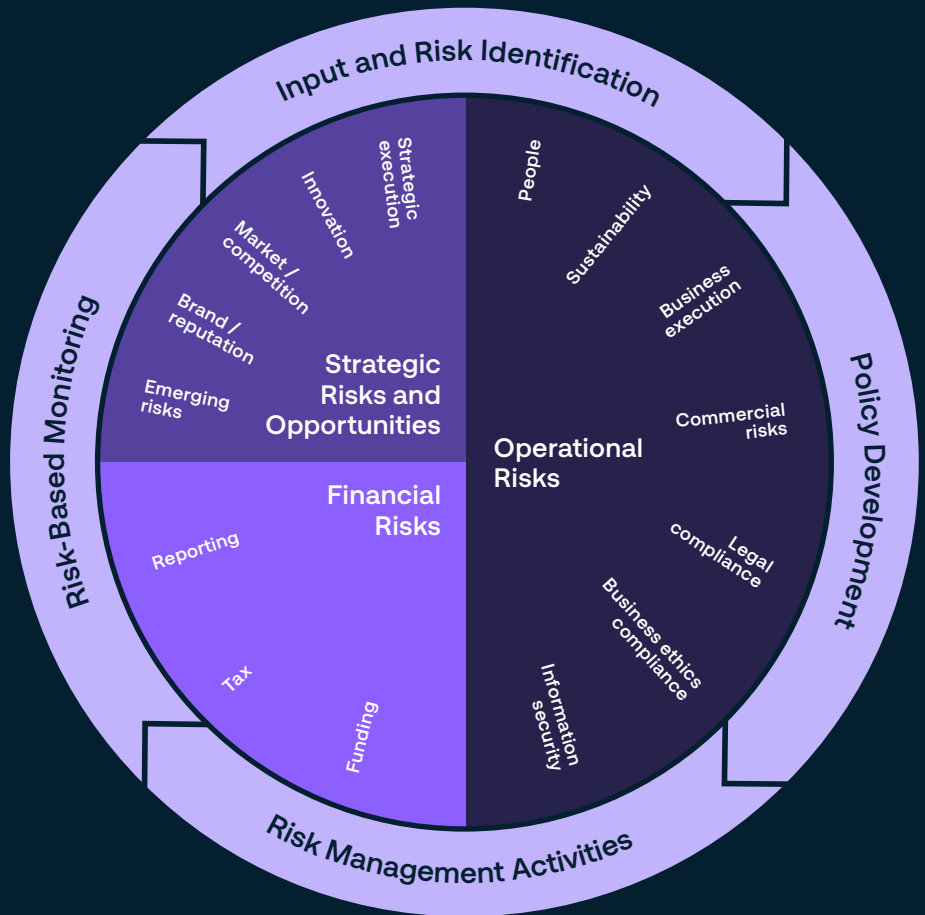 Input and Risk Identification
Policy Development
Risk Management Activities
Risk-Based Monitoring
Strategic
Risks and
Opportunities
Strategic
execution
Innovation
Market /
competition
Brand /
reputation
Emerging
risks
Operational
Risks
People
Sustainability
Business
execution
Commercial
risks
Legal
compliance
Business ethics
compliance
Information
security
Financial
Risks
Reporting
Tax
Funding